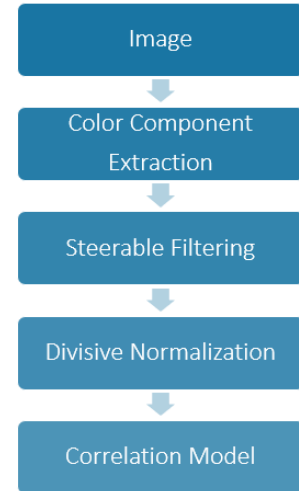 Image
Color Component
Extraction
Steerable Filtering
Divisive Normalization
Correlation Model